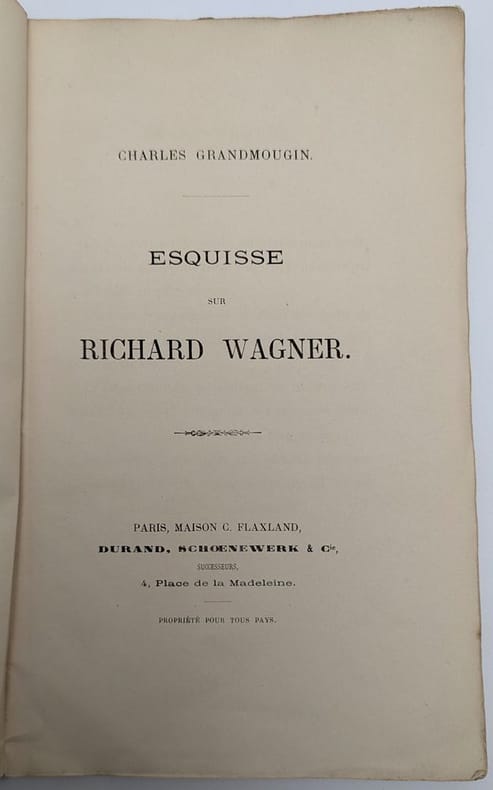 CHARLES GRANDMOUGIN.
ESQUISSE
SUR
RICHARD WAGNER.
PARIS, MAISON C. FLAXLAND,
DURAND, SCHŒNEWERK & Cie,
SUCCESSEURS,
4, Place de la Madeleine.
PROPRIÉTÉ POUR TOUS PAYS.